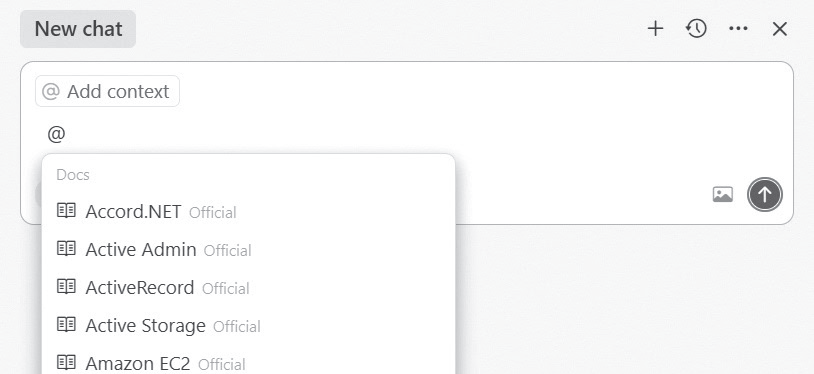 New chat
@ Add context
@
Docs
Accord.NET Official
Active Admin Official
ActiveRecord Official
Active Storage Official
Amazon EC2 Official